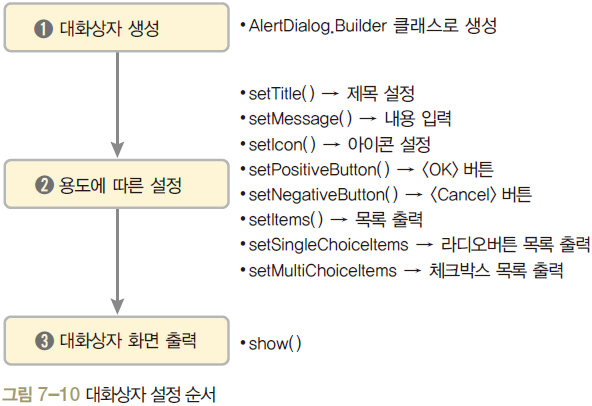 ❶ 대화상자 생성
• AlertDialog.Builder 클래스로 생성
❷ 용도에 따른 설정
• setTitle( ) → 제목 설정
• setMessage( ) → 내용 입력
• setIcon( ) → 아이콘 설정
• setPositiveButton( ) → 〈OK〉 버튼
• setNegativeButton( ) → 〈Cancel〉 버튼
• setItems( ) → 목록 출력
• setSingleChoiceItems → 라디오버튼 목록 출력
• setMultiChoiceItems → 체크박스 목록 출력
❸ 대화상자 화면 출력
• show( )
그림 7-10 대화상자 설정 순서